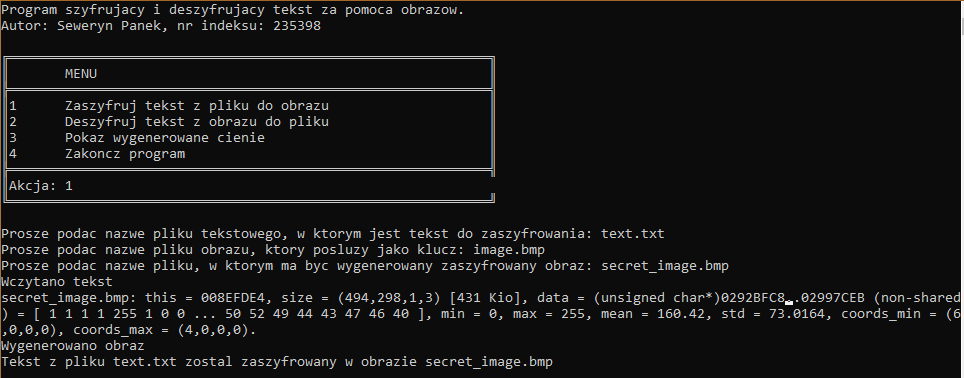 Program szyfrujacy i deszyfrujacy tekst za pomoca obrazow.
Autor: Seweryn Panek, nr indeksu: 235398
MENU
1 Zaszyfruj tekst z pliku do obrazu
2 Deszyfruj tekst z obrazu do pliku
3 Pokaz wygenerowane cienie
4 Zakoncz program
Akcja: 1
Prosze podac nazwe pliku tekstowego, w ktorym jest tekst do zaszyfrowania: text.txt
Prosze podac nazwe pliku obrazu, ktory posluzy jako klucz: image.bmp
Prosze podac nazwe pliku, w ktorym ma byc wygenerowany zaszyfrowany obraz: secret_image.bmp
Wczytano tekst
secret_image.bmp: this = 008EFDE4, size = (494,298,1,3) [431 Kio], data = (unsigned char*)0292BFC8..02997CEB (non-shared
) = [ 1 1 1 1 255 1 0 0 ... 50 52 49 44 43 47 46 40 ], min = 0, max = 255, mean = 160.42, std = 73.0164, coords_min = (6
,0,0,0), coords_max = (4,0,0,0).
Wygenerowano obraz
Tekst z pliku text.txt zostal zaszyfrowany w obrazie secret_image.bmp